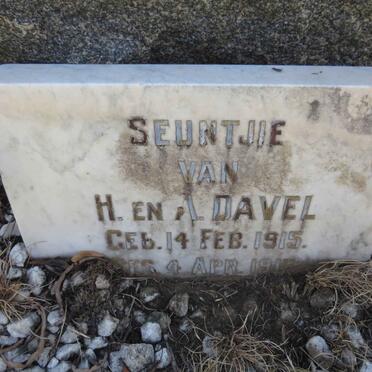 SEUNTJIE
VAN
H. EN A. DAVEL
GEB. 14 FEB. 1915.
4 APR.